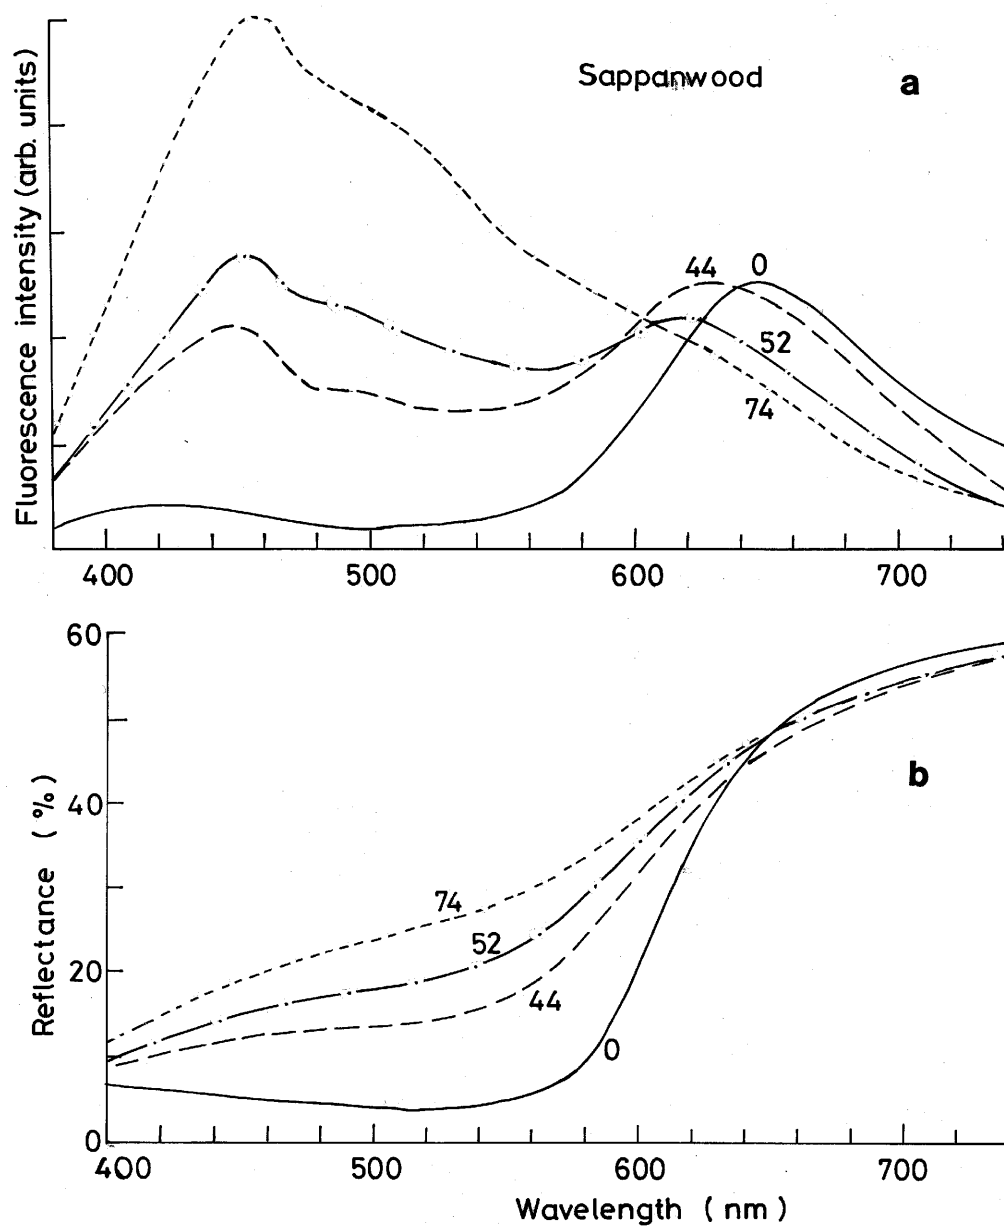 Sappanwood
a
Fluorescence intensity (arb. units)
44
0
52
74
400 500 600 700
60
40
20
0
Reflectance ( % )
b
74
52
44
0
400 500 600 700
Wavelength ( nm )